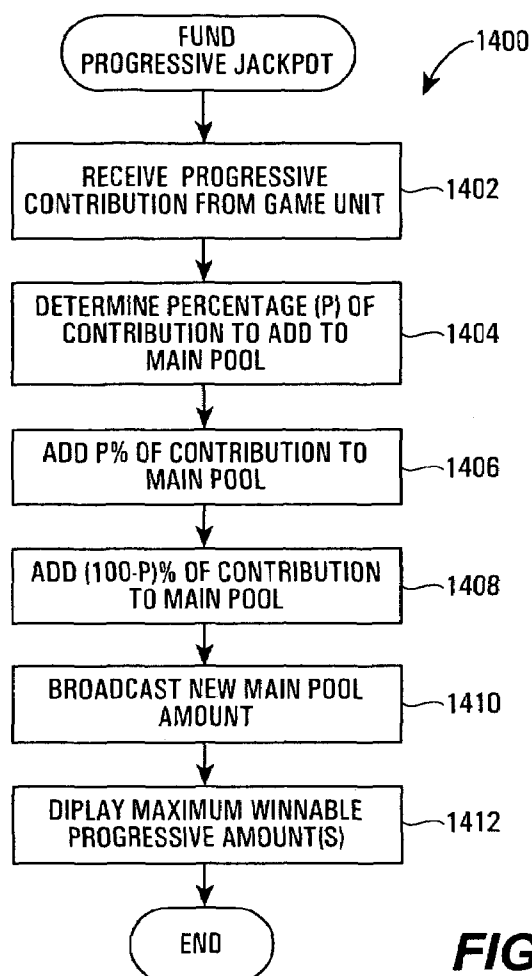 FUND
PROGRESSIVE JACKPOT
1400
RECEIVE PROGRESSIVE
CONTRIBUTION FROM GAME UNIT
1402
DETERMINE PERCENTAGE (P) OF
CONTRIBUTION TO ADD TO
MAIN POOL
1404
ADD P% OF CONTRIBUTION TO
MAIN POOL
1406
ADD (100-P)% OF CONTRIBUTION
TO MAIN POOL
1408
BROADCAST NEW MAIN POOL
AMOUNT
1410
DIPLAY MAXIMUM WINNABLE
PROGRESSIVE AMOUNT(S)
1412
END
FIG